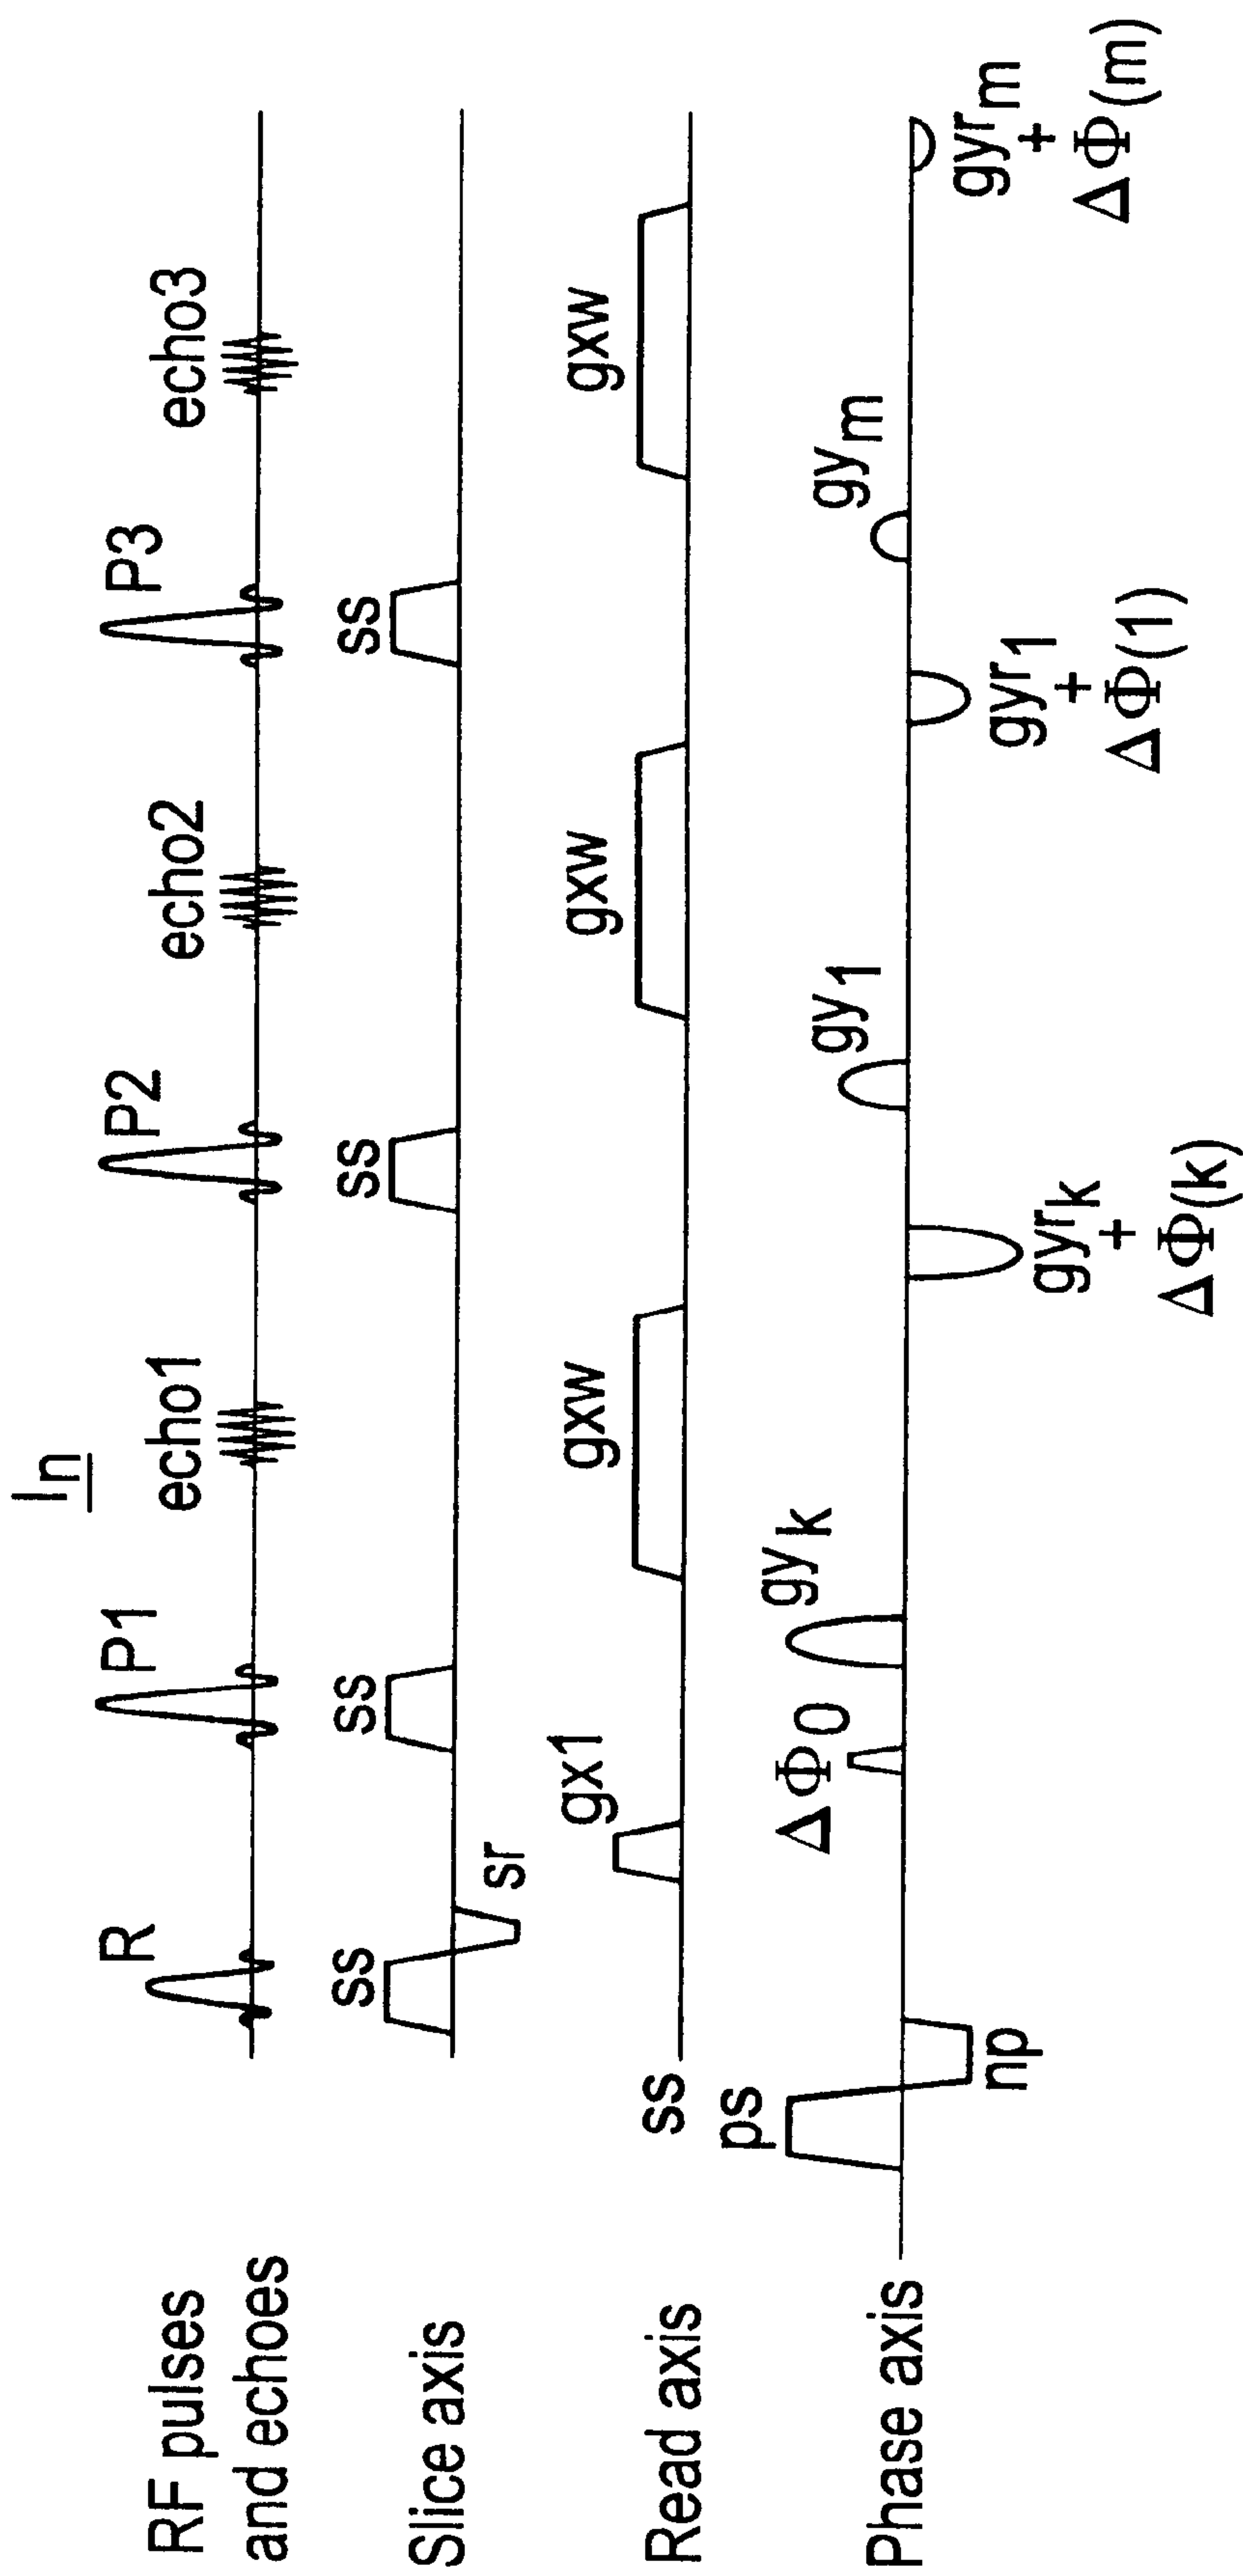 In
RF pulses
and echoes
R
P1
echo1
P2
echo2
P3
echo3
Slice axis
ss
sr
ss
ss
ss
Read axis
ss
gx1
gxw
gxw
gxw
Phase axis
ps
np
ΔΦ0
gyk
gyrk
+
ΔΦ(k)
gy1
gyr1
+
ΔΦ(1)
gym
gyrm
+
ΔΦ(m)